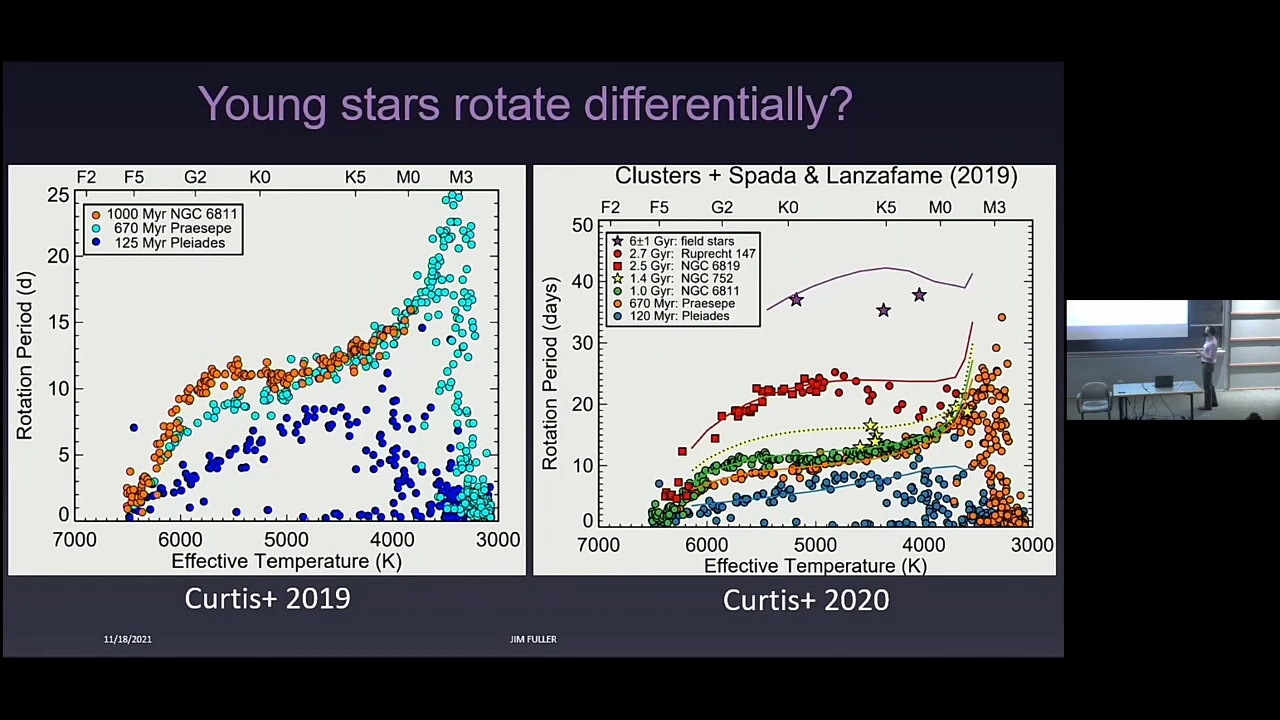 Young stars rotate differentially?
F2 F5 G2 K0 K5 M0 M3
25
20
15
10
5
0
Rotation Period (d)
1000 Myr NGC 6811
670 Myr Praesepe
125 Myr Pleiades
7000 6000 5000 4000 3000
Effective Temperature (K)
Curtis+ 2019
Clusters + Spada & Lanzafame (2019)
F2 F5 G2 K0 K5 M0 M3
50
40
30
20
10
0
Rotation Period (days)
6±1 Gyr: field stars
2.7 Gyr: Ruprecht 147
2.5 Gyr: NGC 6819
1.4 Gyr: NGC 752
1.0 Gyr: NGC 6811
670 Myr: Praesepe
120 Myr: Pleiades
7000 6000 5000 4000 3000
Effective Temperature (K)
Curtis+ 2020
11/18/2021
JIM FULLER